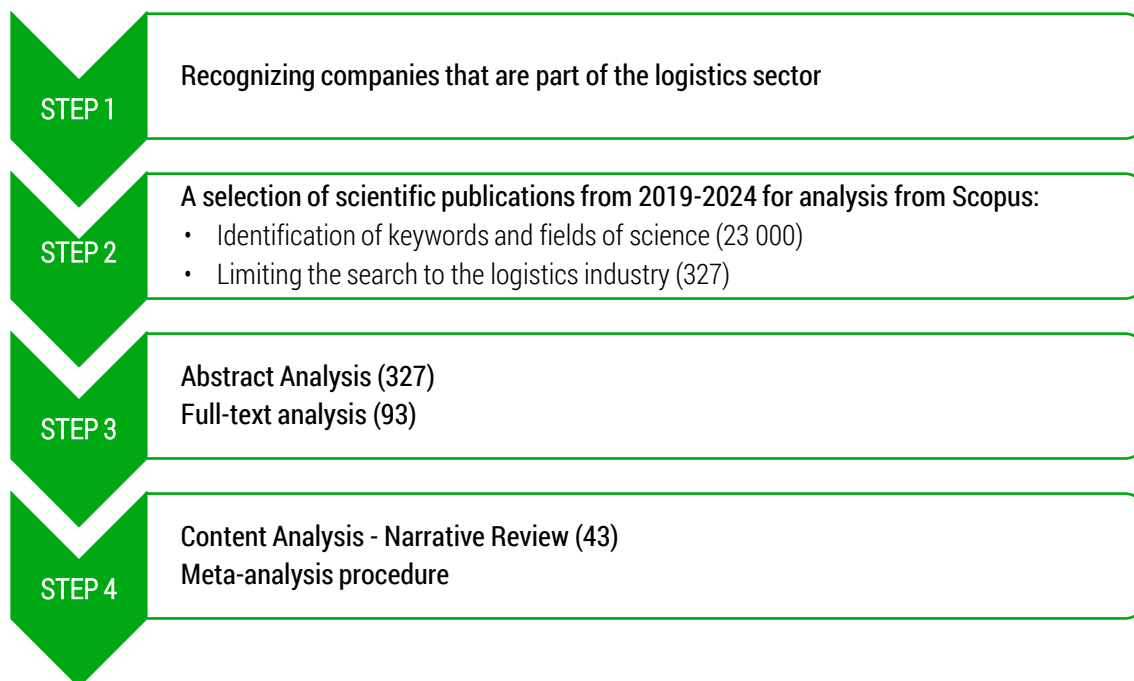 STEP 1
Recognizing companies that are part of the logistics sector
STEP 2
A selection of scientific publications from 2019-2024 for analysis from Scopus:
• Identification of keywords and fields of science (23 000)
• Limiting the search to the logistics industry (327)
STEP 3
Abstract Analysis (327)
Full-text analysis (93)
STEP 4
Content Analysis - Narrative Review (43)
Meta-analysis procedure